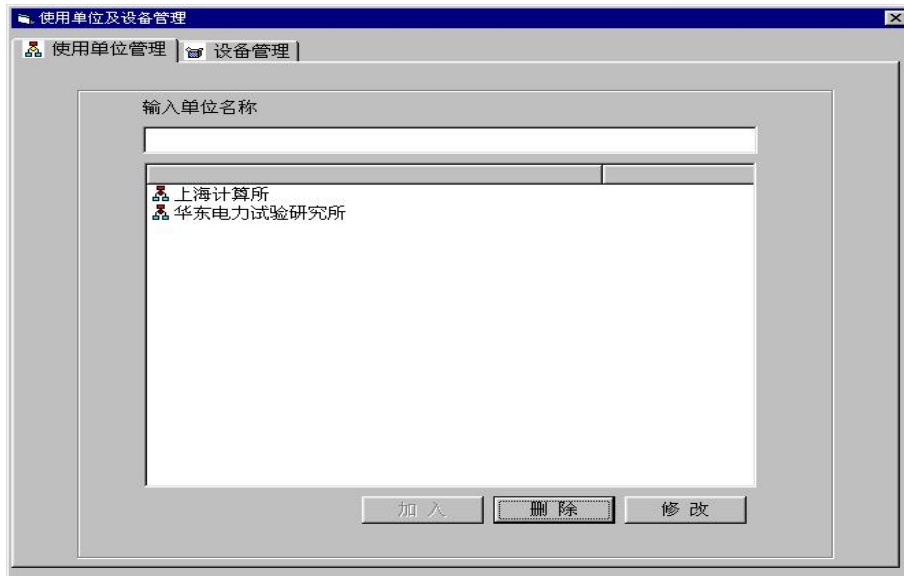 使用单位及设备管理
使用单位管理 设备管理
输入单位名称
上海计算所
华东电力试验研究所
加入 删除 修改